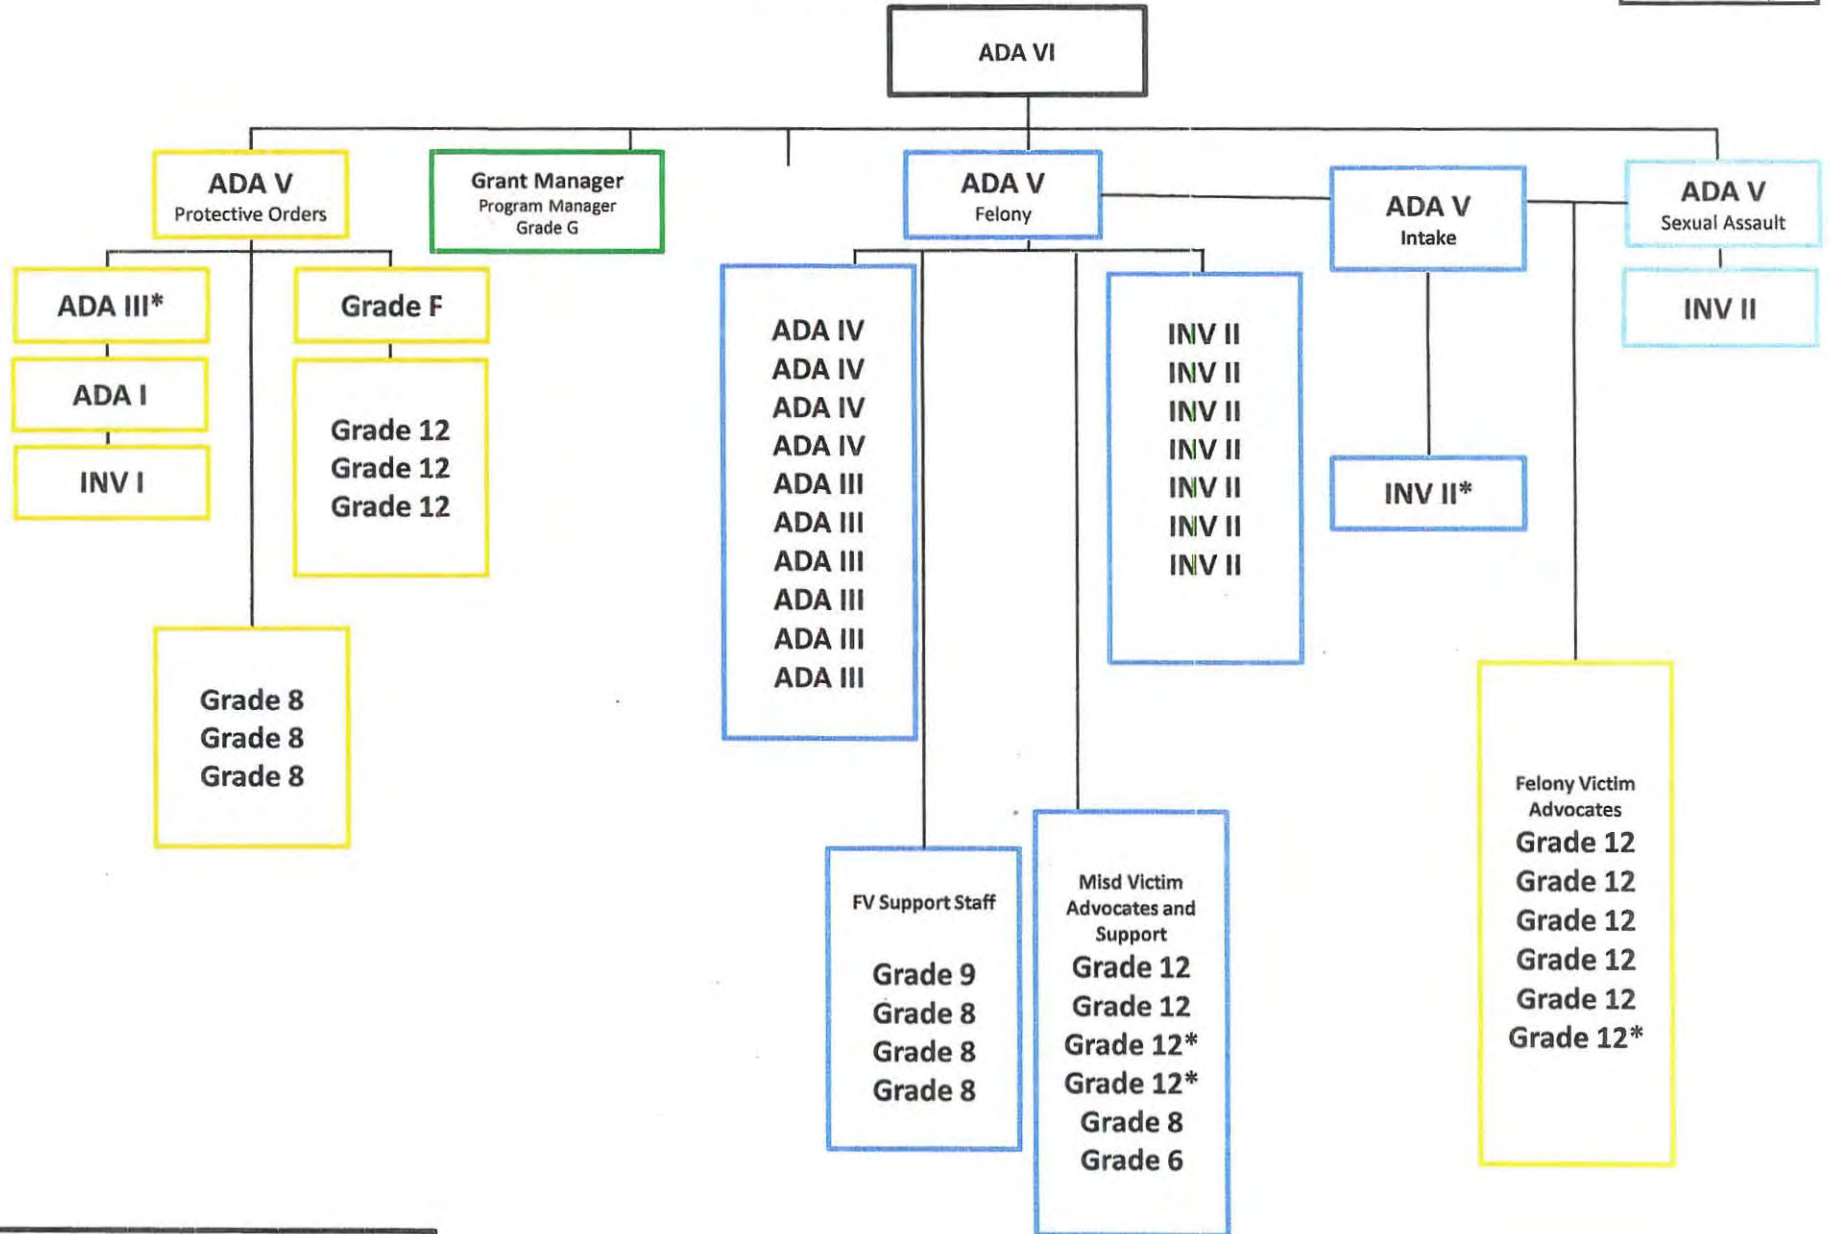 ADA VI
ADA V
Protective Orders
Grant Manager
Program Manager
Grade G
ADA V
Felony
ADA V
Intake
ADA V
Sexual Assault
ADA III*
ADA I
INV I
Grade F
Grade 12
Grade 12
Grade 12
Grade 8
Grade 8
Grade 8
ADA IV
ADA IV
ADA IV
ADA IV
ADA III
ADA III
ADA III
ADA III
ADA III
ADA III
INV II
INV II
INV II
INV II
INV II
INV II
INV II
INV II*
INV II
FV Support Staff
Grade 9
Grade 8
Grade 8
Grade 8
Misd Victim
Advocates and
Support
Grade 12
Grade 12
Grade 12*
Grade 12*
Grade 8
Grade 6
Felony Victim
Advocates
Grade 12
Grade 12
Grade 12
Grade 12
Grade 12
Grade 12*